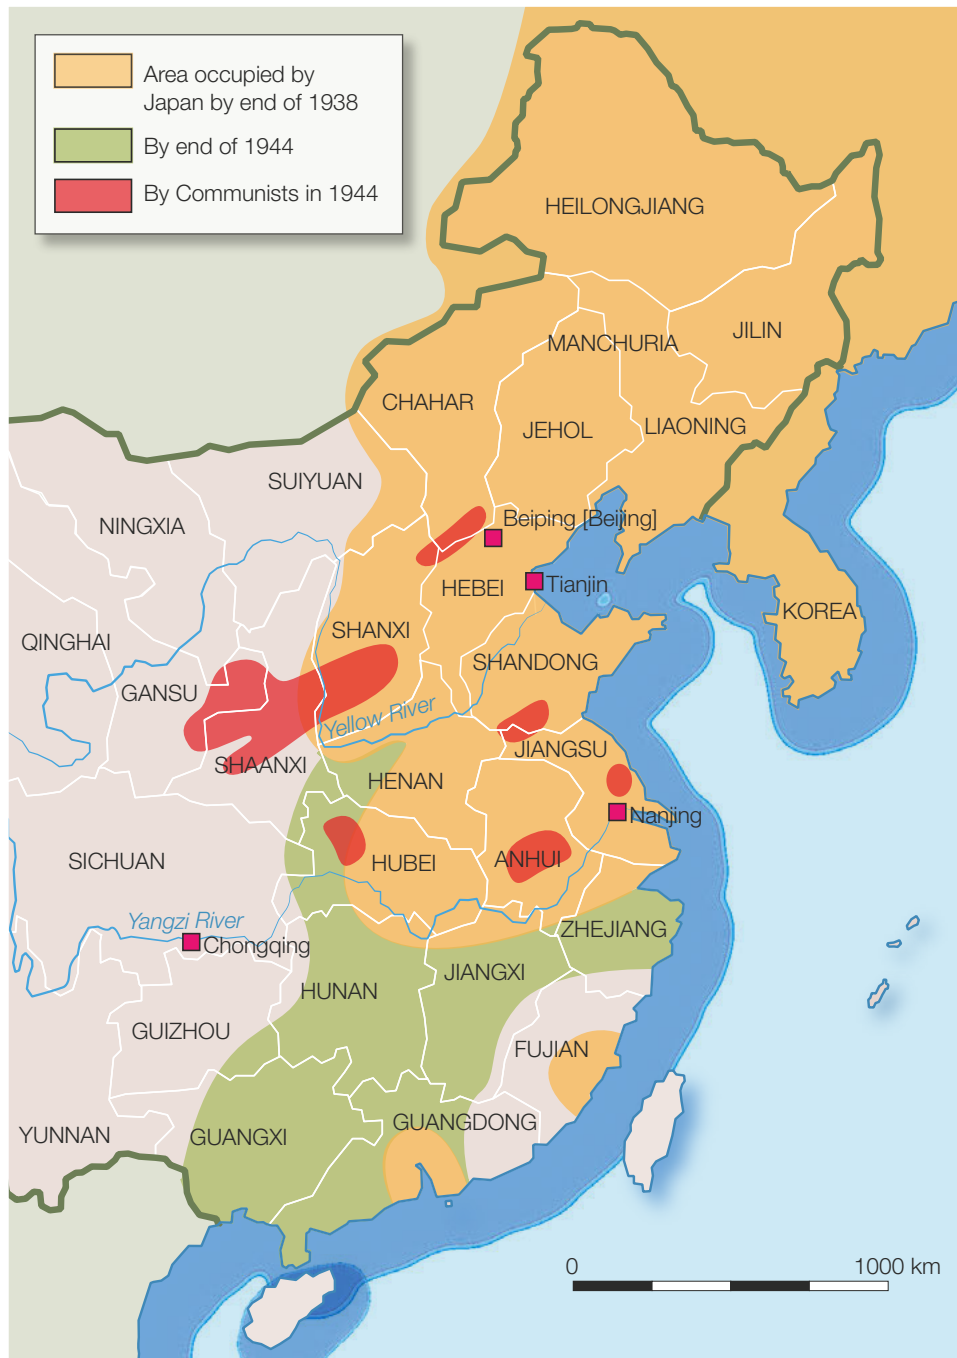 Area occupied by
Japan by end of 1938
By end of 1944
By Communists in 1944
HEILONGJIANG
JILIN
MANCHURIA
CHAHAR
JEHOL
LIAONING
SUIYUAN
NINGXIA
Beiping [Beijing]
HEBEI
Tianjin
KOREA
SHANXI
QINGHAI
SHANDONG
GANSU
Yellow River
JIANGSU
SHAANXI
HENAN
Nanjing
SICHUAN
HUBEI
ANHUI
Yangzi River
ZHEJIANG
Chongqing
JIANGXI
HUNAN
GUIZHOU
FUJIAN
GUANGDONG
YUNNAN
GUANGXI
0
1000 km